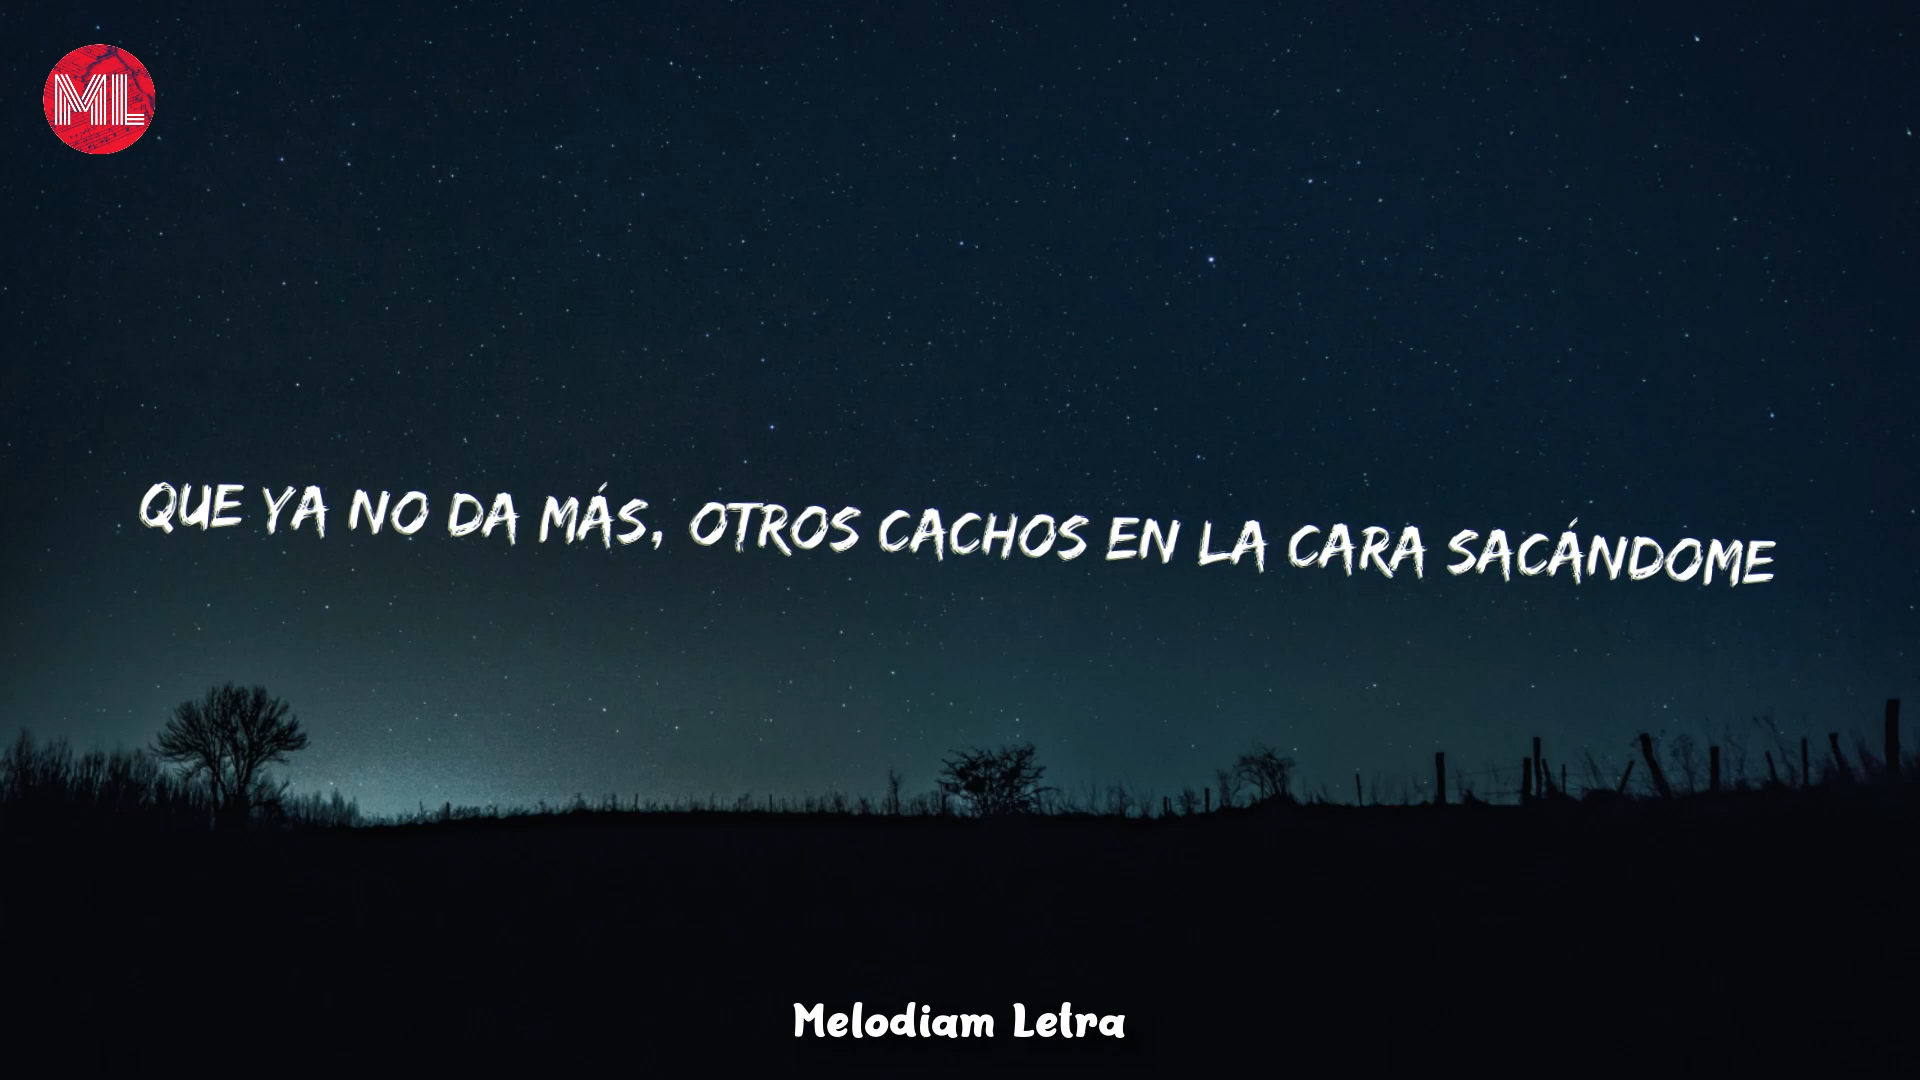 ML
QUE YA NO DA MÁS, OTROS CACHOS EN LA CARA SACÁNDOME
Melodiam Letra